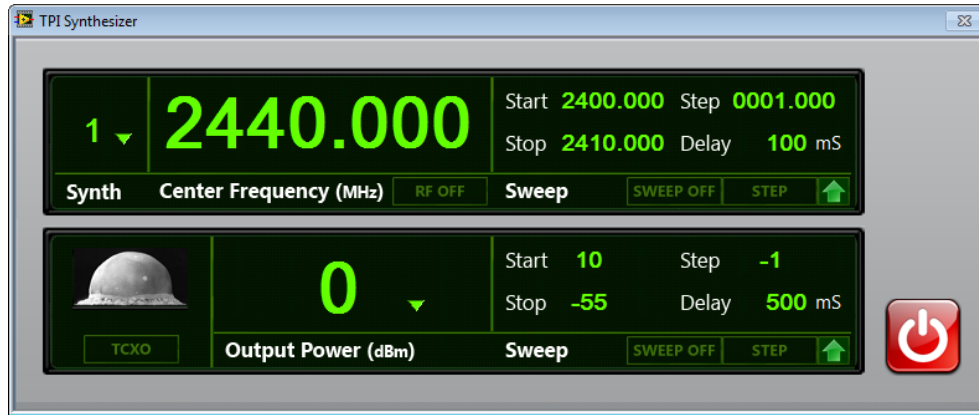 TPI Synthesizer
1
2440.000
Start 2400.000 Step 0001.000
Stop 2410.000 Delay 100 mS
Synth Center Frequency (MHz) RF OFF Sweep SWEEP OFF STEP
0
Start 10 Step -1
Stop -55 Delay 500 mS
TCXO Output Power (dBm) Sweep SWEEP OFF STEP